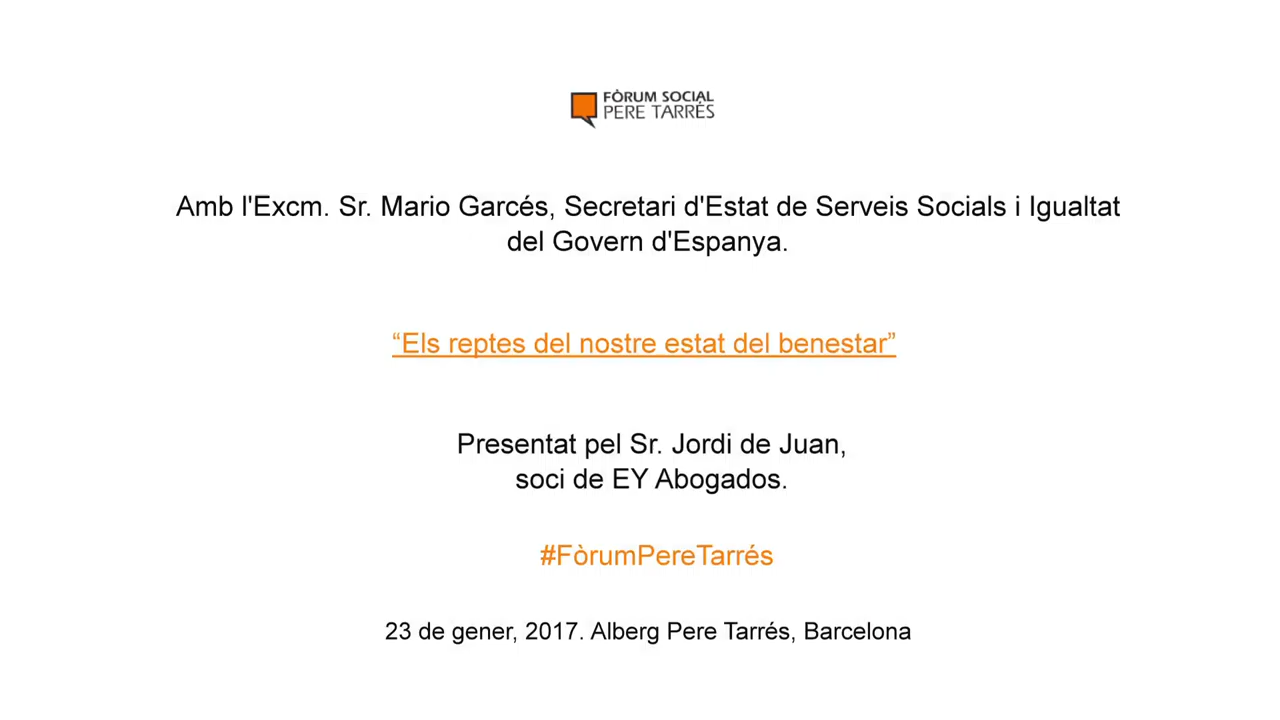 FÒRUM SOCIAL
PERE TARRÉS
Amb l'Excm. Sr. Mario Garcés, Secretari d'Estat de Serveis Socials i Igualtat
del Govern d'Espanya.
“Els reptes del nostre estat del benestar”
Presentat pel Sr. Jordi de Juan,
soci de EY Abogados.
#FòrumPereTarrés
23 de gener, 2017. Alberg Pere Tarrés, Barcelona